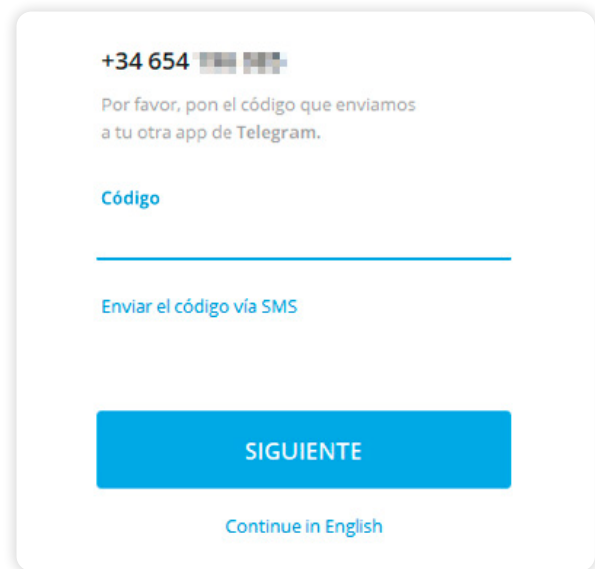 +34 654
Por favor, pon el código que enviamos
a tu otra app de Telegram.
Código
Enviar el código vía SMS
SIGUIENTE
Continue in English